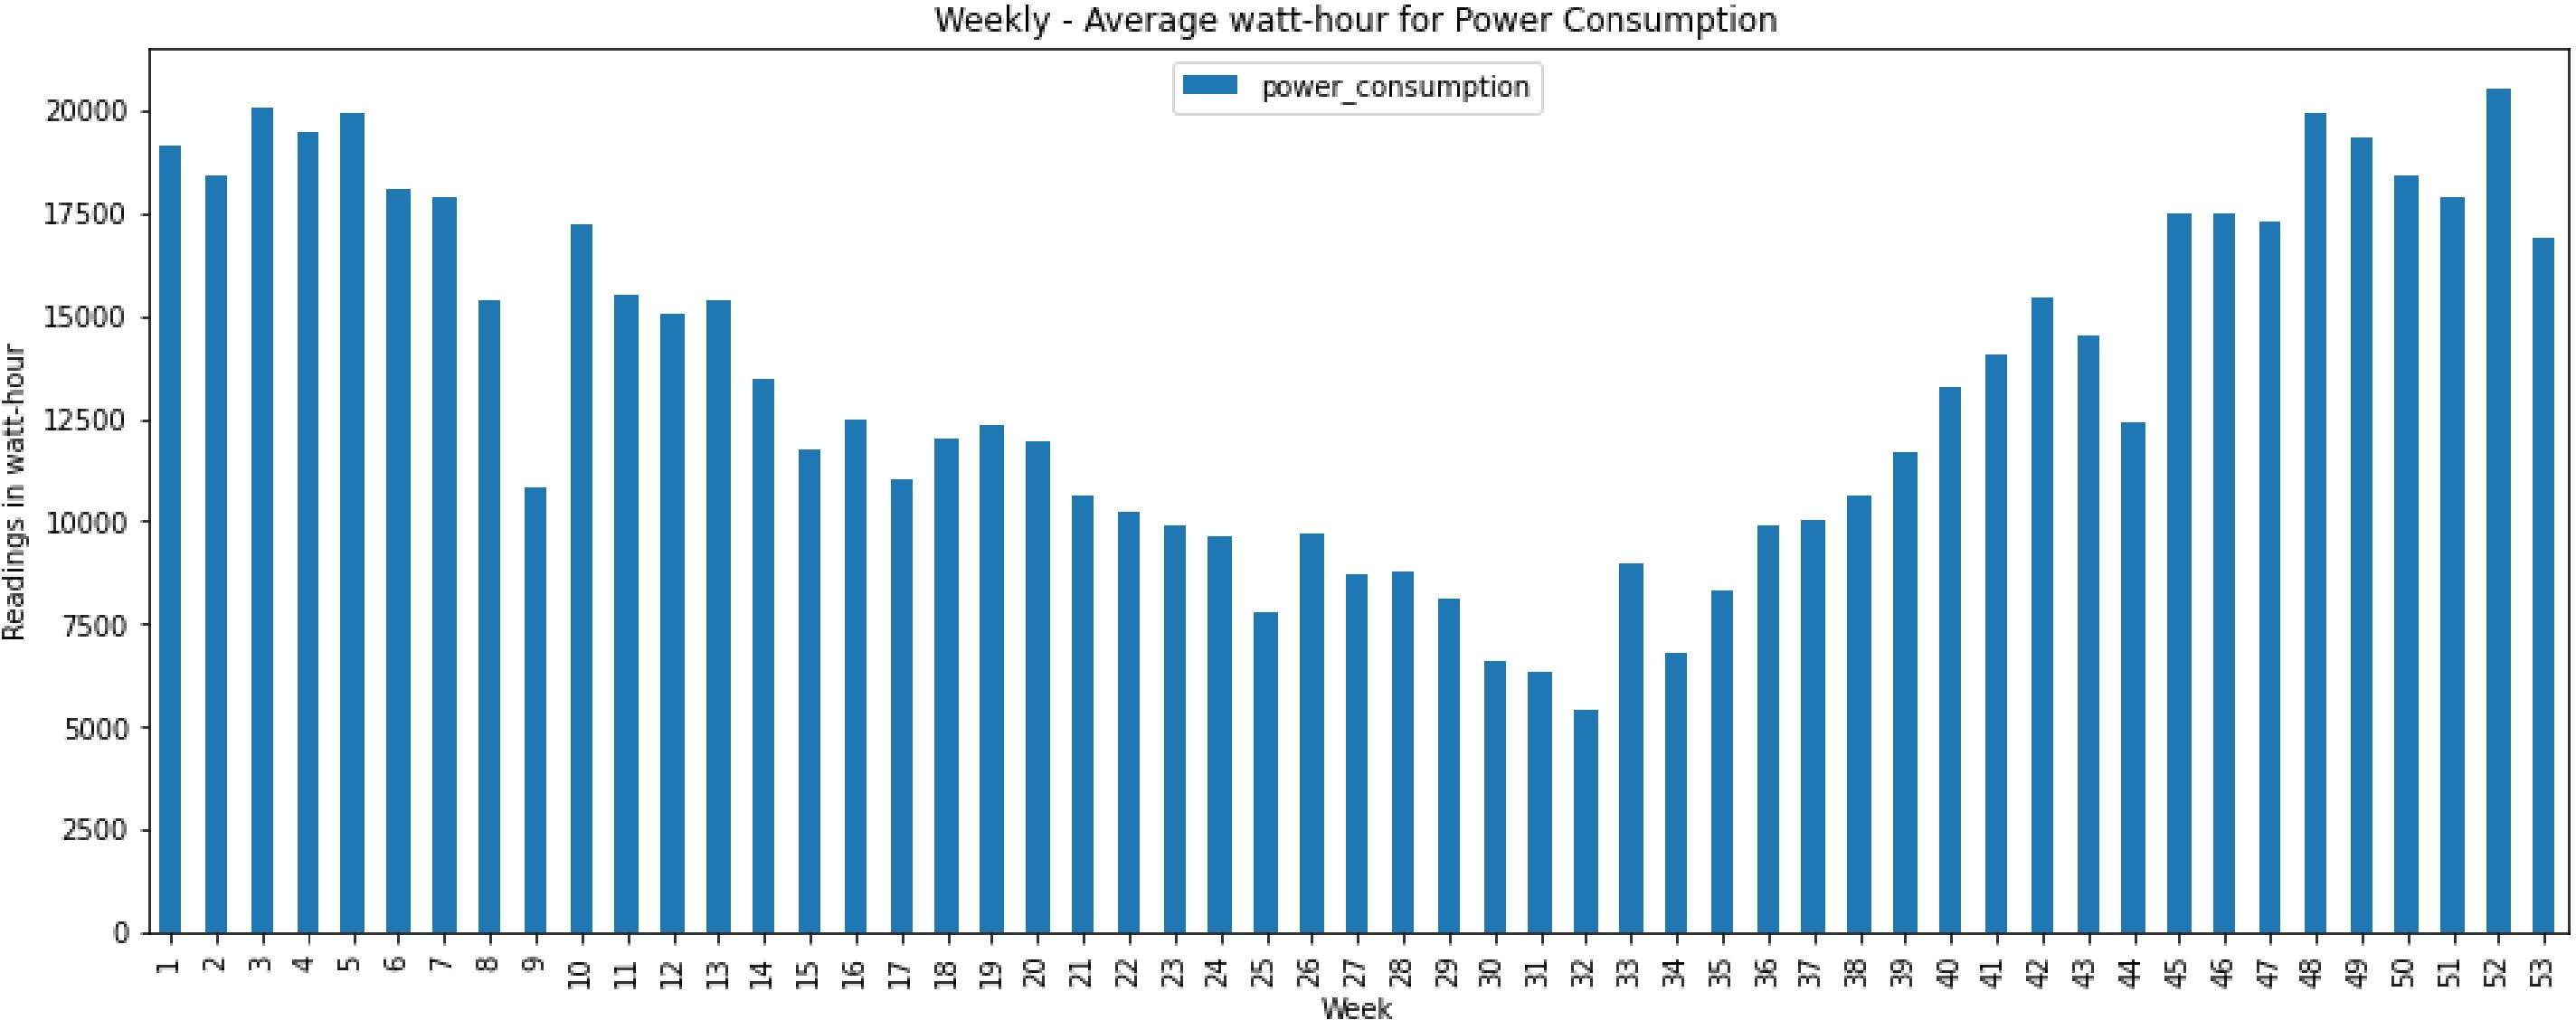 Weekly - Average watt-hour for Power Consumption
power_consumption
Readings in watt-hour
20000
17500
15000
12500
10000
7500
5000
2500
0
1 2 3 4 5 6 7 8 9 10 11 12 13 14 15 16 17 18 19 20 21 22 23 24 25 26 27 28 29 30 31 32 33 34 35 36 37 38 39 40 41 42 43 44 45 46 47 48 49 50 51 52 53
Week